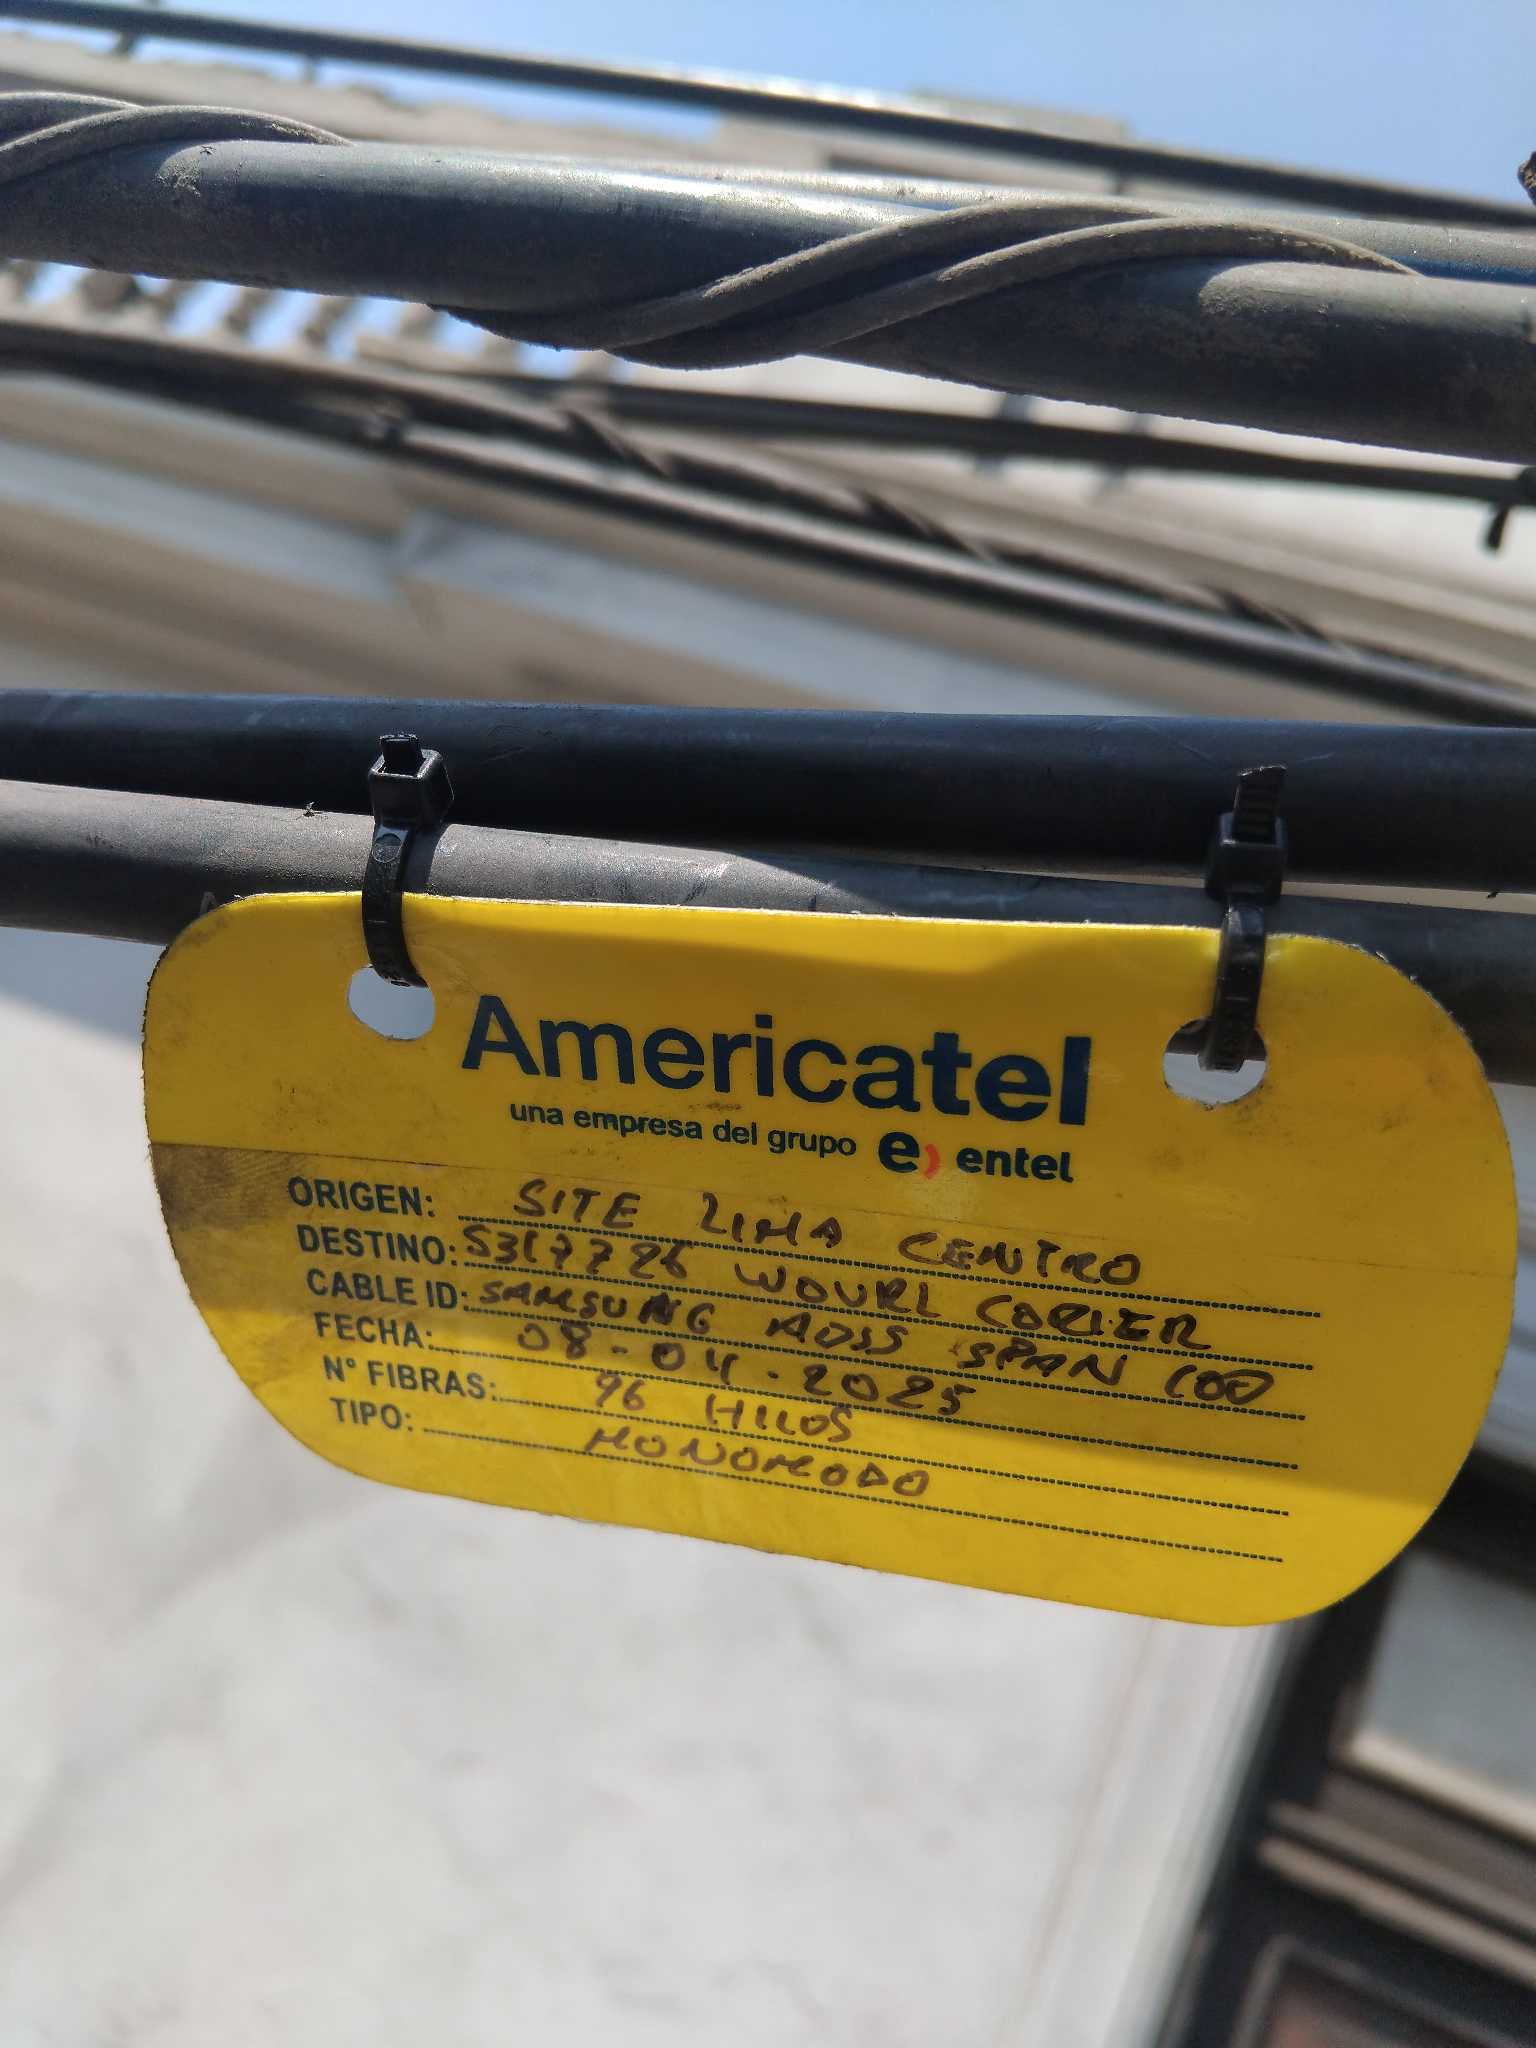 Americatel
una empresa del grupo e) entel
ORIGEN: SITE LIMA CENTRO
DESTINO: WOURL CORIER
CABLE ID: SAMSUNG ADSS SPAN 100
FECHA: 08-04-2025
N° FIBRAS: 96 HILOS
TIPO: MONOMODO